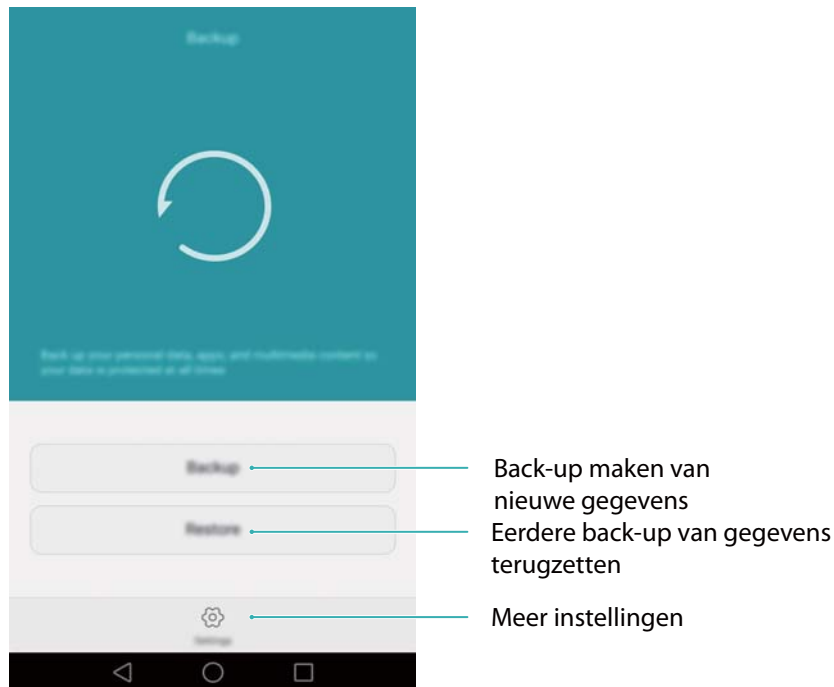 Backup
Back up your personal data, apps, and multimedia content so
your data is protected at all times
Backup
Back-up maken van
nieuwe gegevens
Restore
Eerdere back-up van gegevens
terugzetten
Meer instellingen
Settings